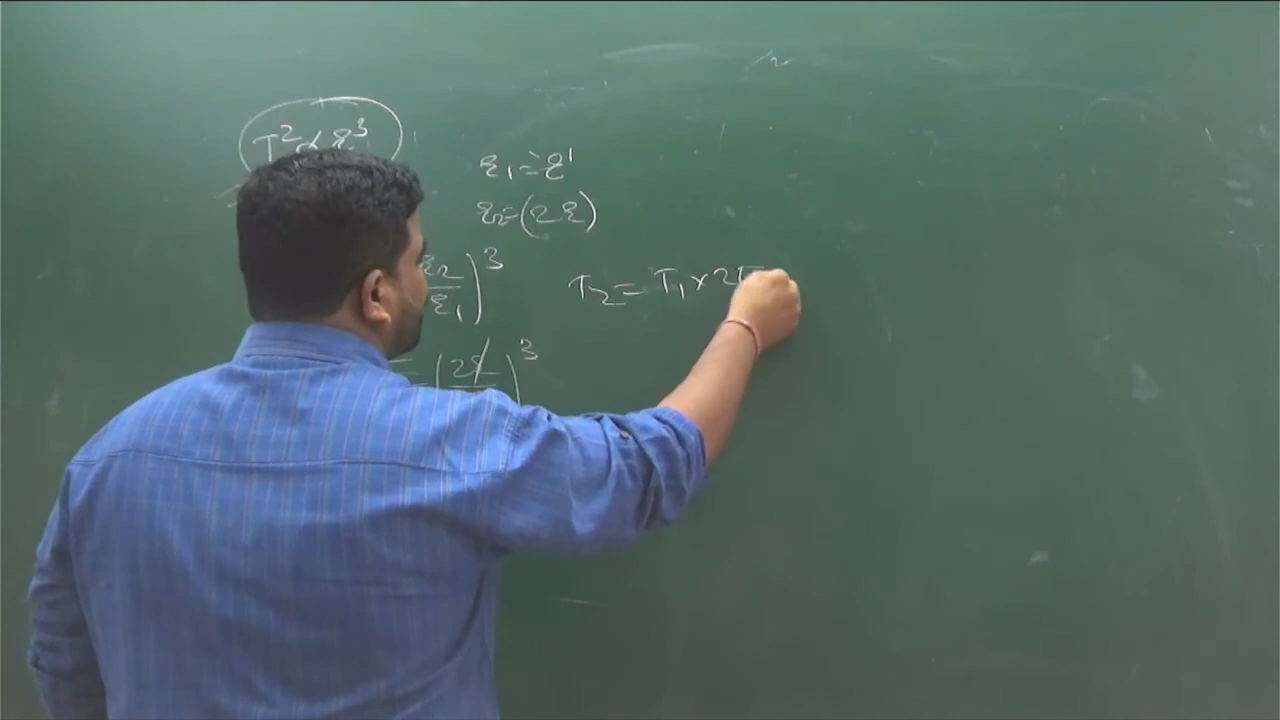 T² ∝ r³
r₁ = r
r₂ = (2r)
r₂/r₁)³
T₂ = T₁ × 2
= (2r)³